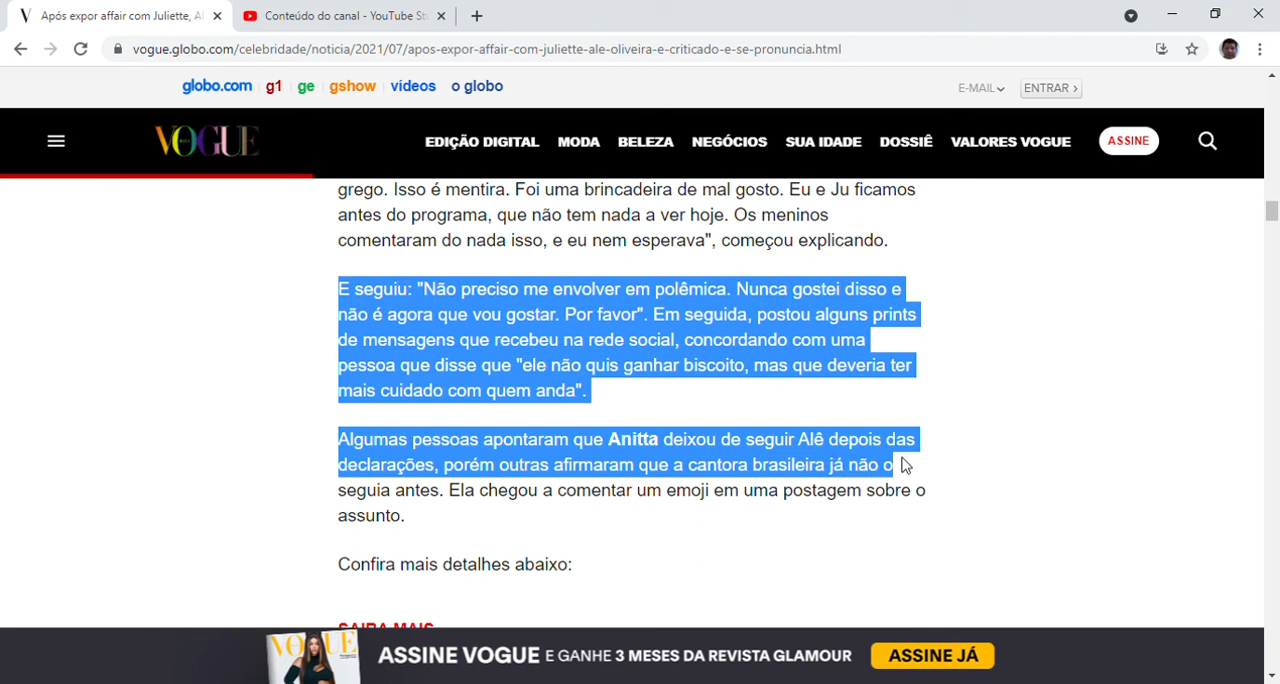 Após expor affair com Juliette, Al
Conteúdo do canal - YouTube St
vogue.globo.com/celebridade/noticia/2021/07/apos-expor-affair-com-juliette-ale-oliveira-e-criticado-e-se-pronuncia.html
globo.com g1 ge gshow vídeos o globo E-MAIL ENTRAR
VOGUE EDIÇÃO DIGITAL MODA BELEZA NEGÓCIOS SUA IDADE DOSSIÊ VALORES VOGUE ASSINE
grego. Isso é mentira. Foi uma brincadeira de mal gosto. Eu e Ju ficamos
antes do programa, que não tem nada a ver hoje. Os meninos
comentaram do nada isso, e eu nem esperava", começou explicando.
E seguiu: "Não preciso me envolver em polêmica. Nunca gostei disso e
não é agora que vou gostar. Por favor". Em seguida, postou alguns prints
de mensagens que recebeu na rede social, concordando com uma
pessoa que disse que "ele não quis ganhar biscoito, mas que deveria ter
mais cuidado com quem anda".
Algumas pessoas apontaram que Anitta deixou de seguir Alê depois das
declarações, porém outras afirmaram que a cantora brasileira já não o
seguia antes. Ela chegou a comentar um emoji em uma postagem sobre o
assunto.
Confira mais detalhes abaixo:
SAIBA MAIS
VOGUE
ASSINE VOGUE E GANHE 3 MESES DA REVISTA GLAMOUR ASSINE JÁ